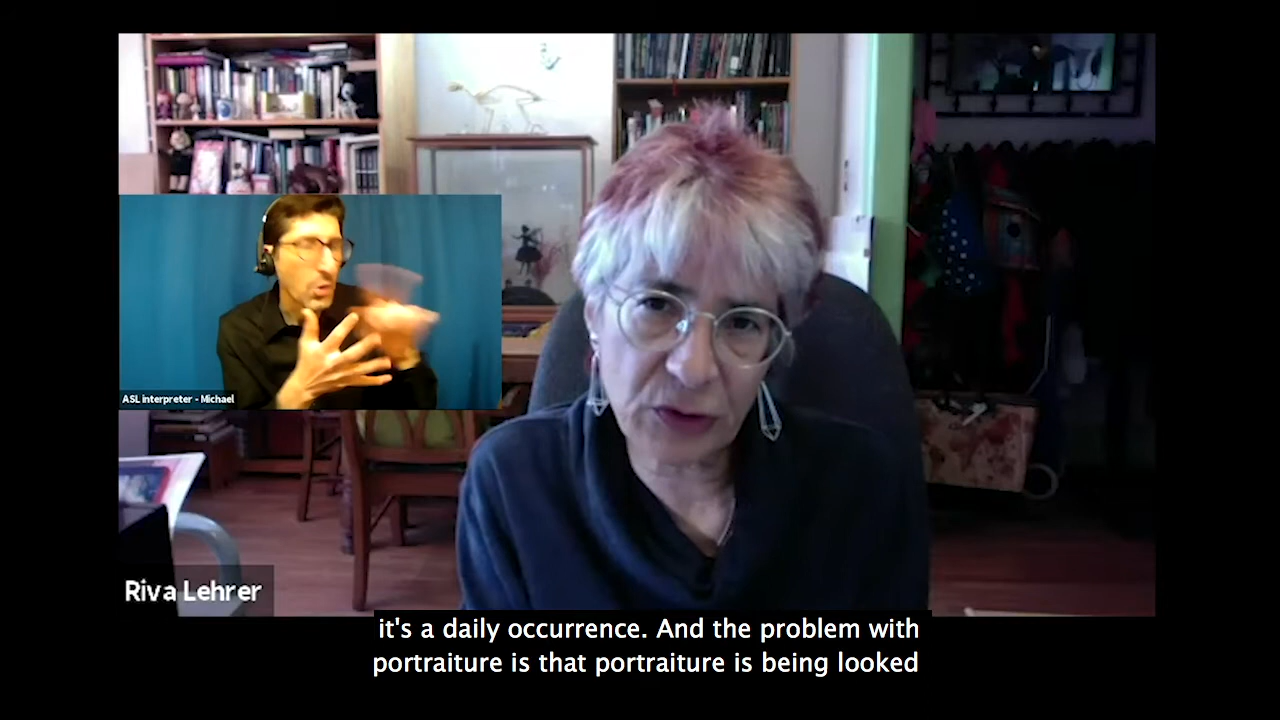 ASL interpreter - Michael
Riva Lehrer
it's a daily occurrence. And the problem with
portraiture is that portraiture is being looked